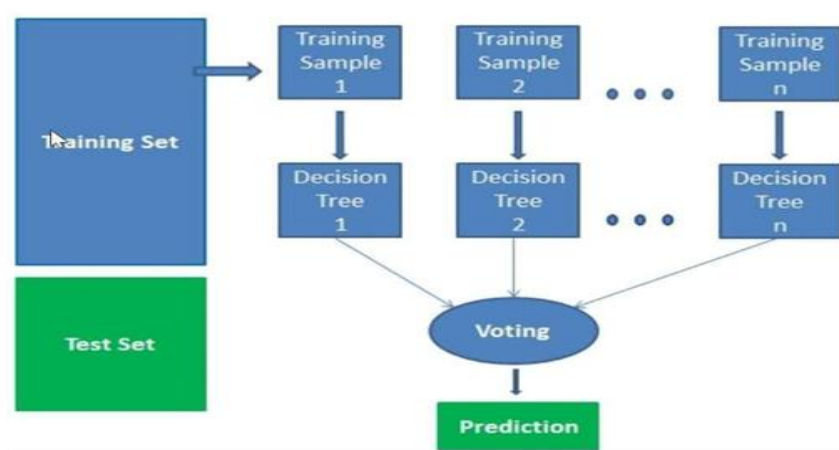 Training
Sample
1
Training
Sample
2
Training
Sample
n
Training Set
Decision
Tree
1
Decision
Tree
2
Decision
Tree
n
Test Set
Voting
Prediction